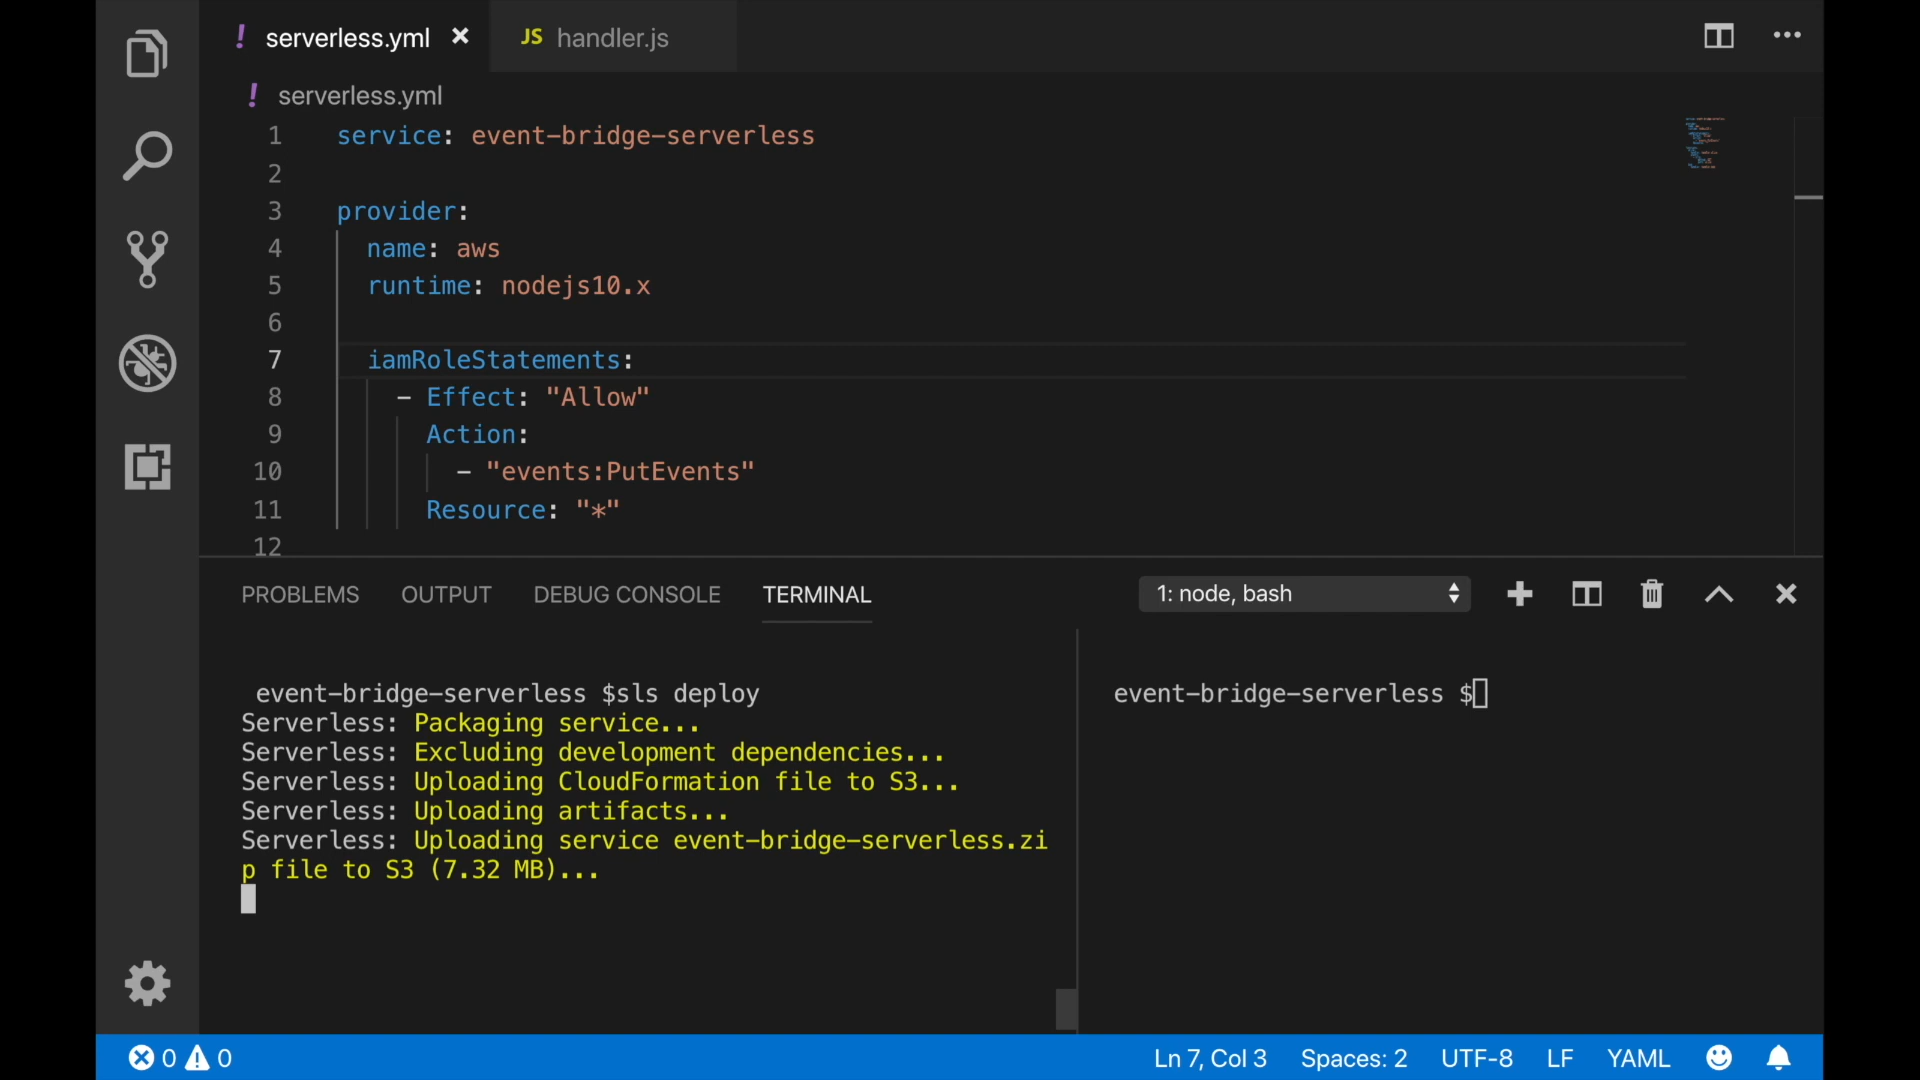 ! serverless.yml ×
JS handler.js
! serverless.yml
1 service: event-bridge-serverless
2
3 provider:
4 name: aws
5 runtime: nodejs10.x
6
7 iamRoleStatements:
8 - Effect: "Allow"
9 Action:
10 - "events:PutEvents"
11 Resource: "*"
12
PROBLEMS OUTPUT DEBUG CONSOLE TERMINAL 1: node, bash
event-bridge-serverless $sls deploy
Serverless: Packaging service...
Serverless: Excluding development dependencies...
Serverless: Uploading CloudFormation file to S3...
Serverless: Uploading artifacts...
Serverless: Uploading service event-bridge-serverless.zi
p file to S3 (7.32 MB)...
event-bridge-serverless $
0 0 Ln 7, Col 3 Spaces: 2 UTF-8 LF YAML